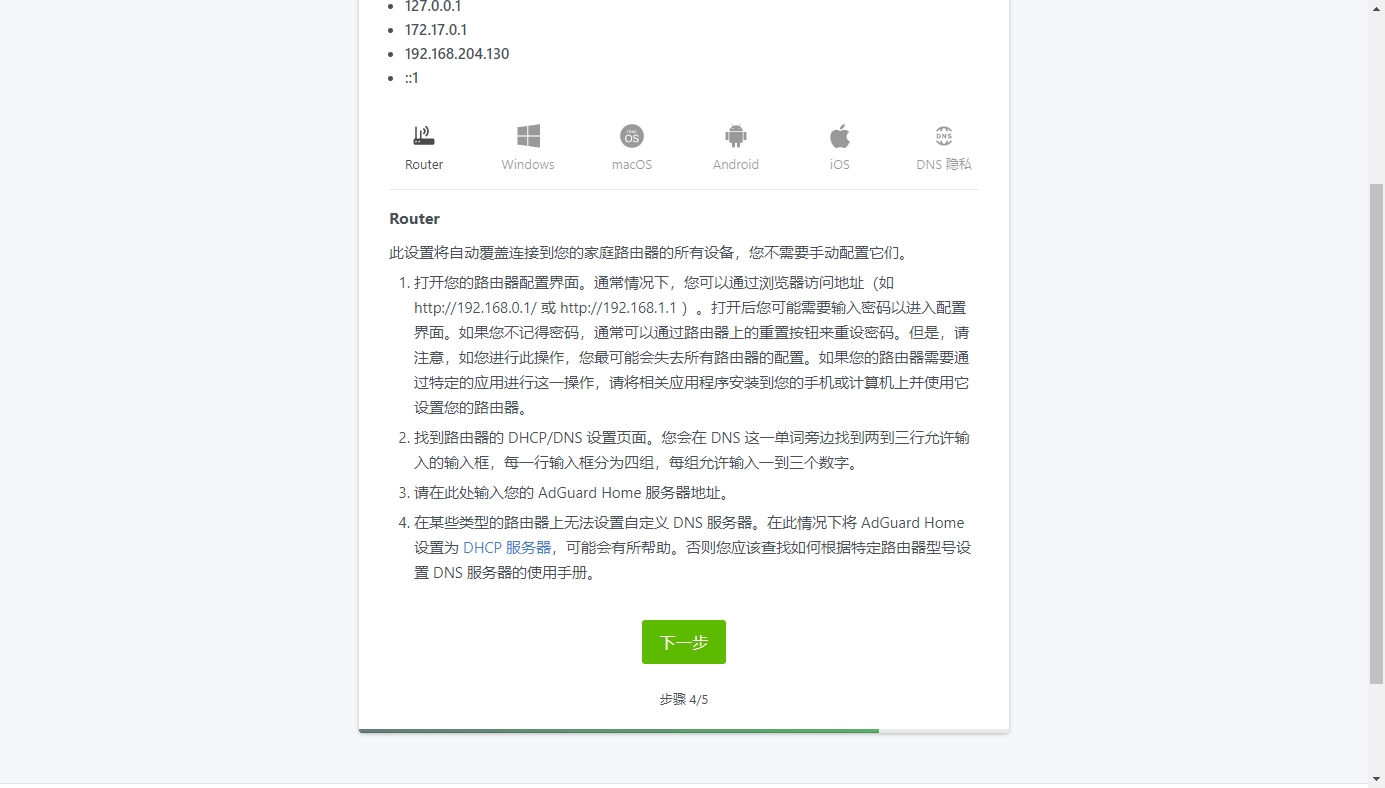 127.0.0.1
172.17.0.1
192.168.204.130
::1
Router
Windows
macOS
Android
iOS
DNS 隐私
Router
此设置将自动覆盖连接到您的家庭路由器的所有设备，您不需要手动配置它们。
1. 打开您的路由器配置界面。通常情况下，您可以通过浏览器访问地址（如
http://192.168.0.1/ 或 http://192.168.1.1 ）。打开后您可能需要输入密码以进入配置
界面。如果您不记得密码，通常可以通过路由器上的重置按钮来重设密码。但是，请
注意，如您进行此操作，您最可能会失去所有路由器的配置。如果您的路由器需要通
过特定的应用进行这一操作，请将相关应用程序安装到您的手机或计算机上并使用它
设置您的路由器。
2. 找到路由器的 DHCP/DNS 设置页面。您会在 DNS 这一单词旁边找到两到三行允许输
入的输入框，每一行输入框分为四组，每组允许输入一到三个数字。
3. 请在此处输入您的 AdGuard Home 服务器地址。
4. 在某些类型的路由器上无法设置自定义 DNS 服务器。在此情况下将 AdGuard Home
设置为 DHCP 服务器，可能会有所帮助。否则您应该查找如何根据特定路由器型号设
置 DNS 服务器的使用手册。
下一步
步骤 4/5